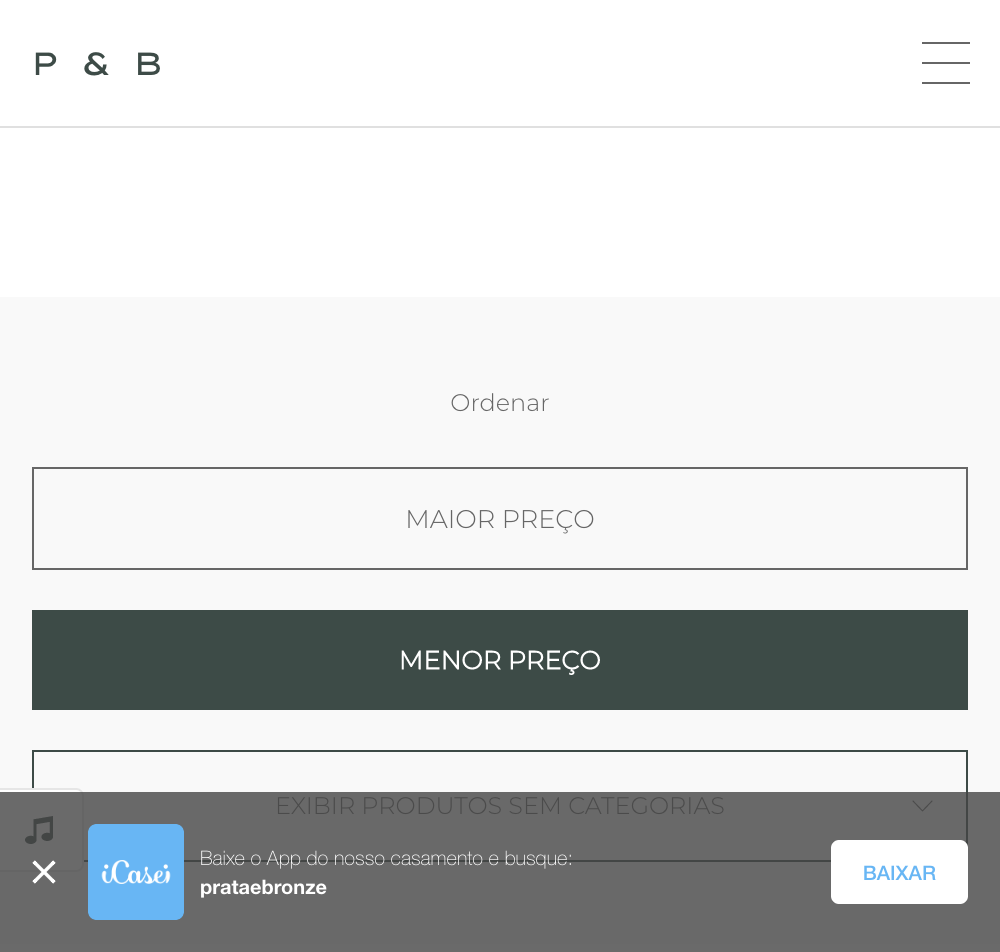 P & B
Ordenar
MAIOR PREÇO
MENOR PREÇO
EXIBIR PRODUTOS SEM CATEGORIAS
iCasei
Baixe o App do nosso casamento e busque:
prataebronze
BAIXAR